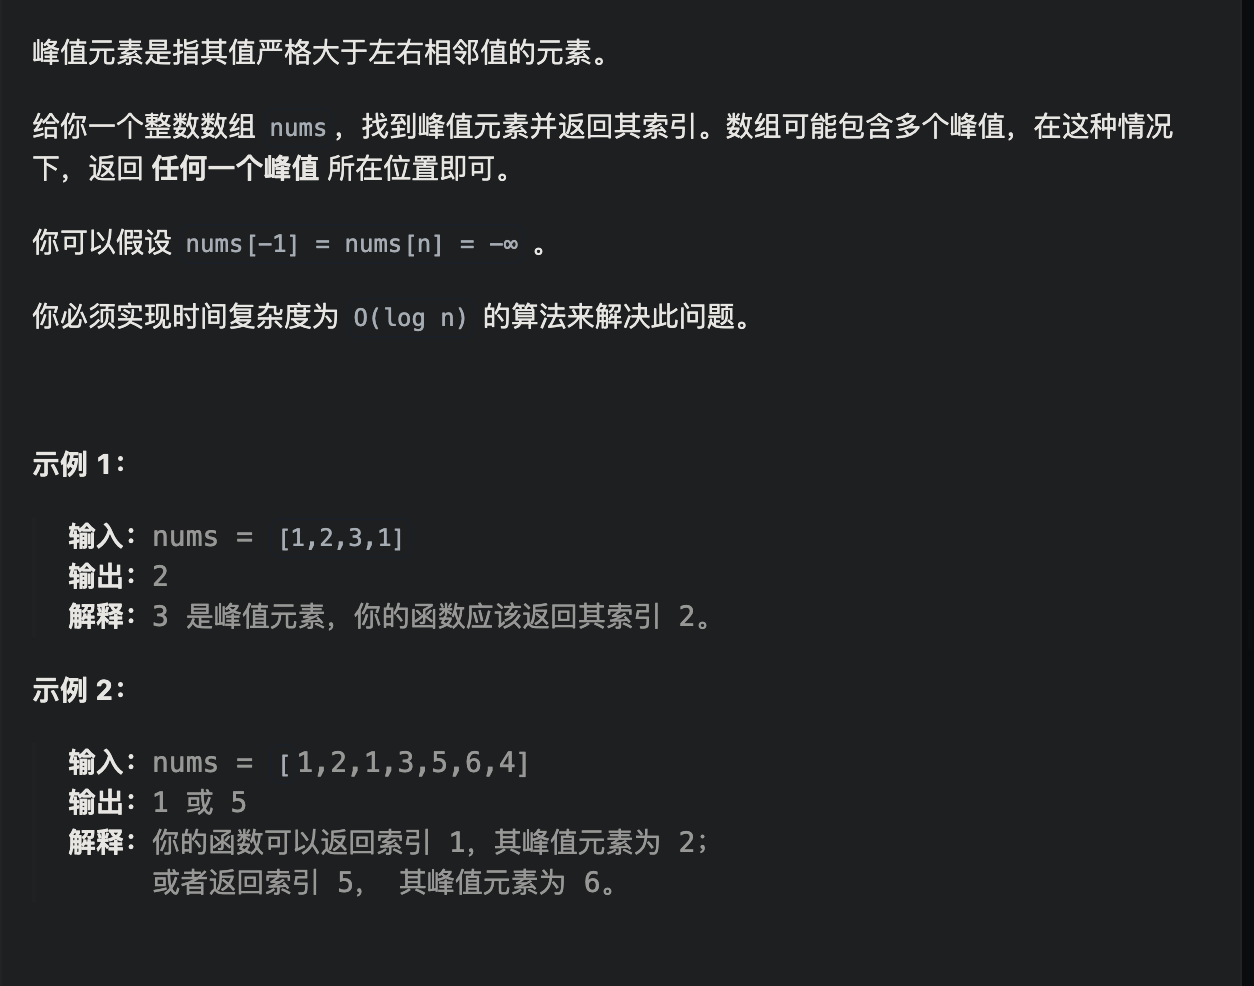 峰值元素是指其值严格大于左右相邻值的元素。
给你一个整数数组 nums，找到峰值元素并返回其索引。数组可能包含多个峰值，在这种情况
下，返回 任何一个峰值 所在位置即可。
你可以假设 nums[-1] = nums[n] = -∞ 。
你必须实现时间复杂度为 O(log n) 的算法来解决此问题。
示例 1：
输入：nums = [1,2,3,1]
输出：2
解释：3 是峰值元素，你的函数应该返回其索引 2。
示例 2：
输入：nums = [1,2,1,3,5,6,4]
输出：1 或 5
解释：你的函数可以返回索引 1，其峰值元素为 2；
或者返回索引 5， 其峰值元素为 6。